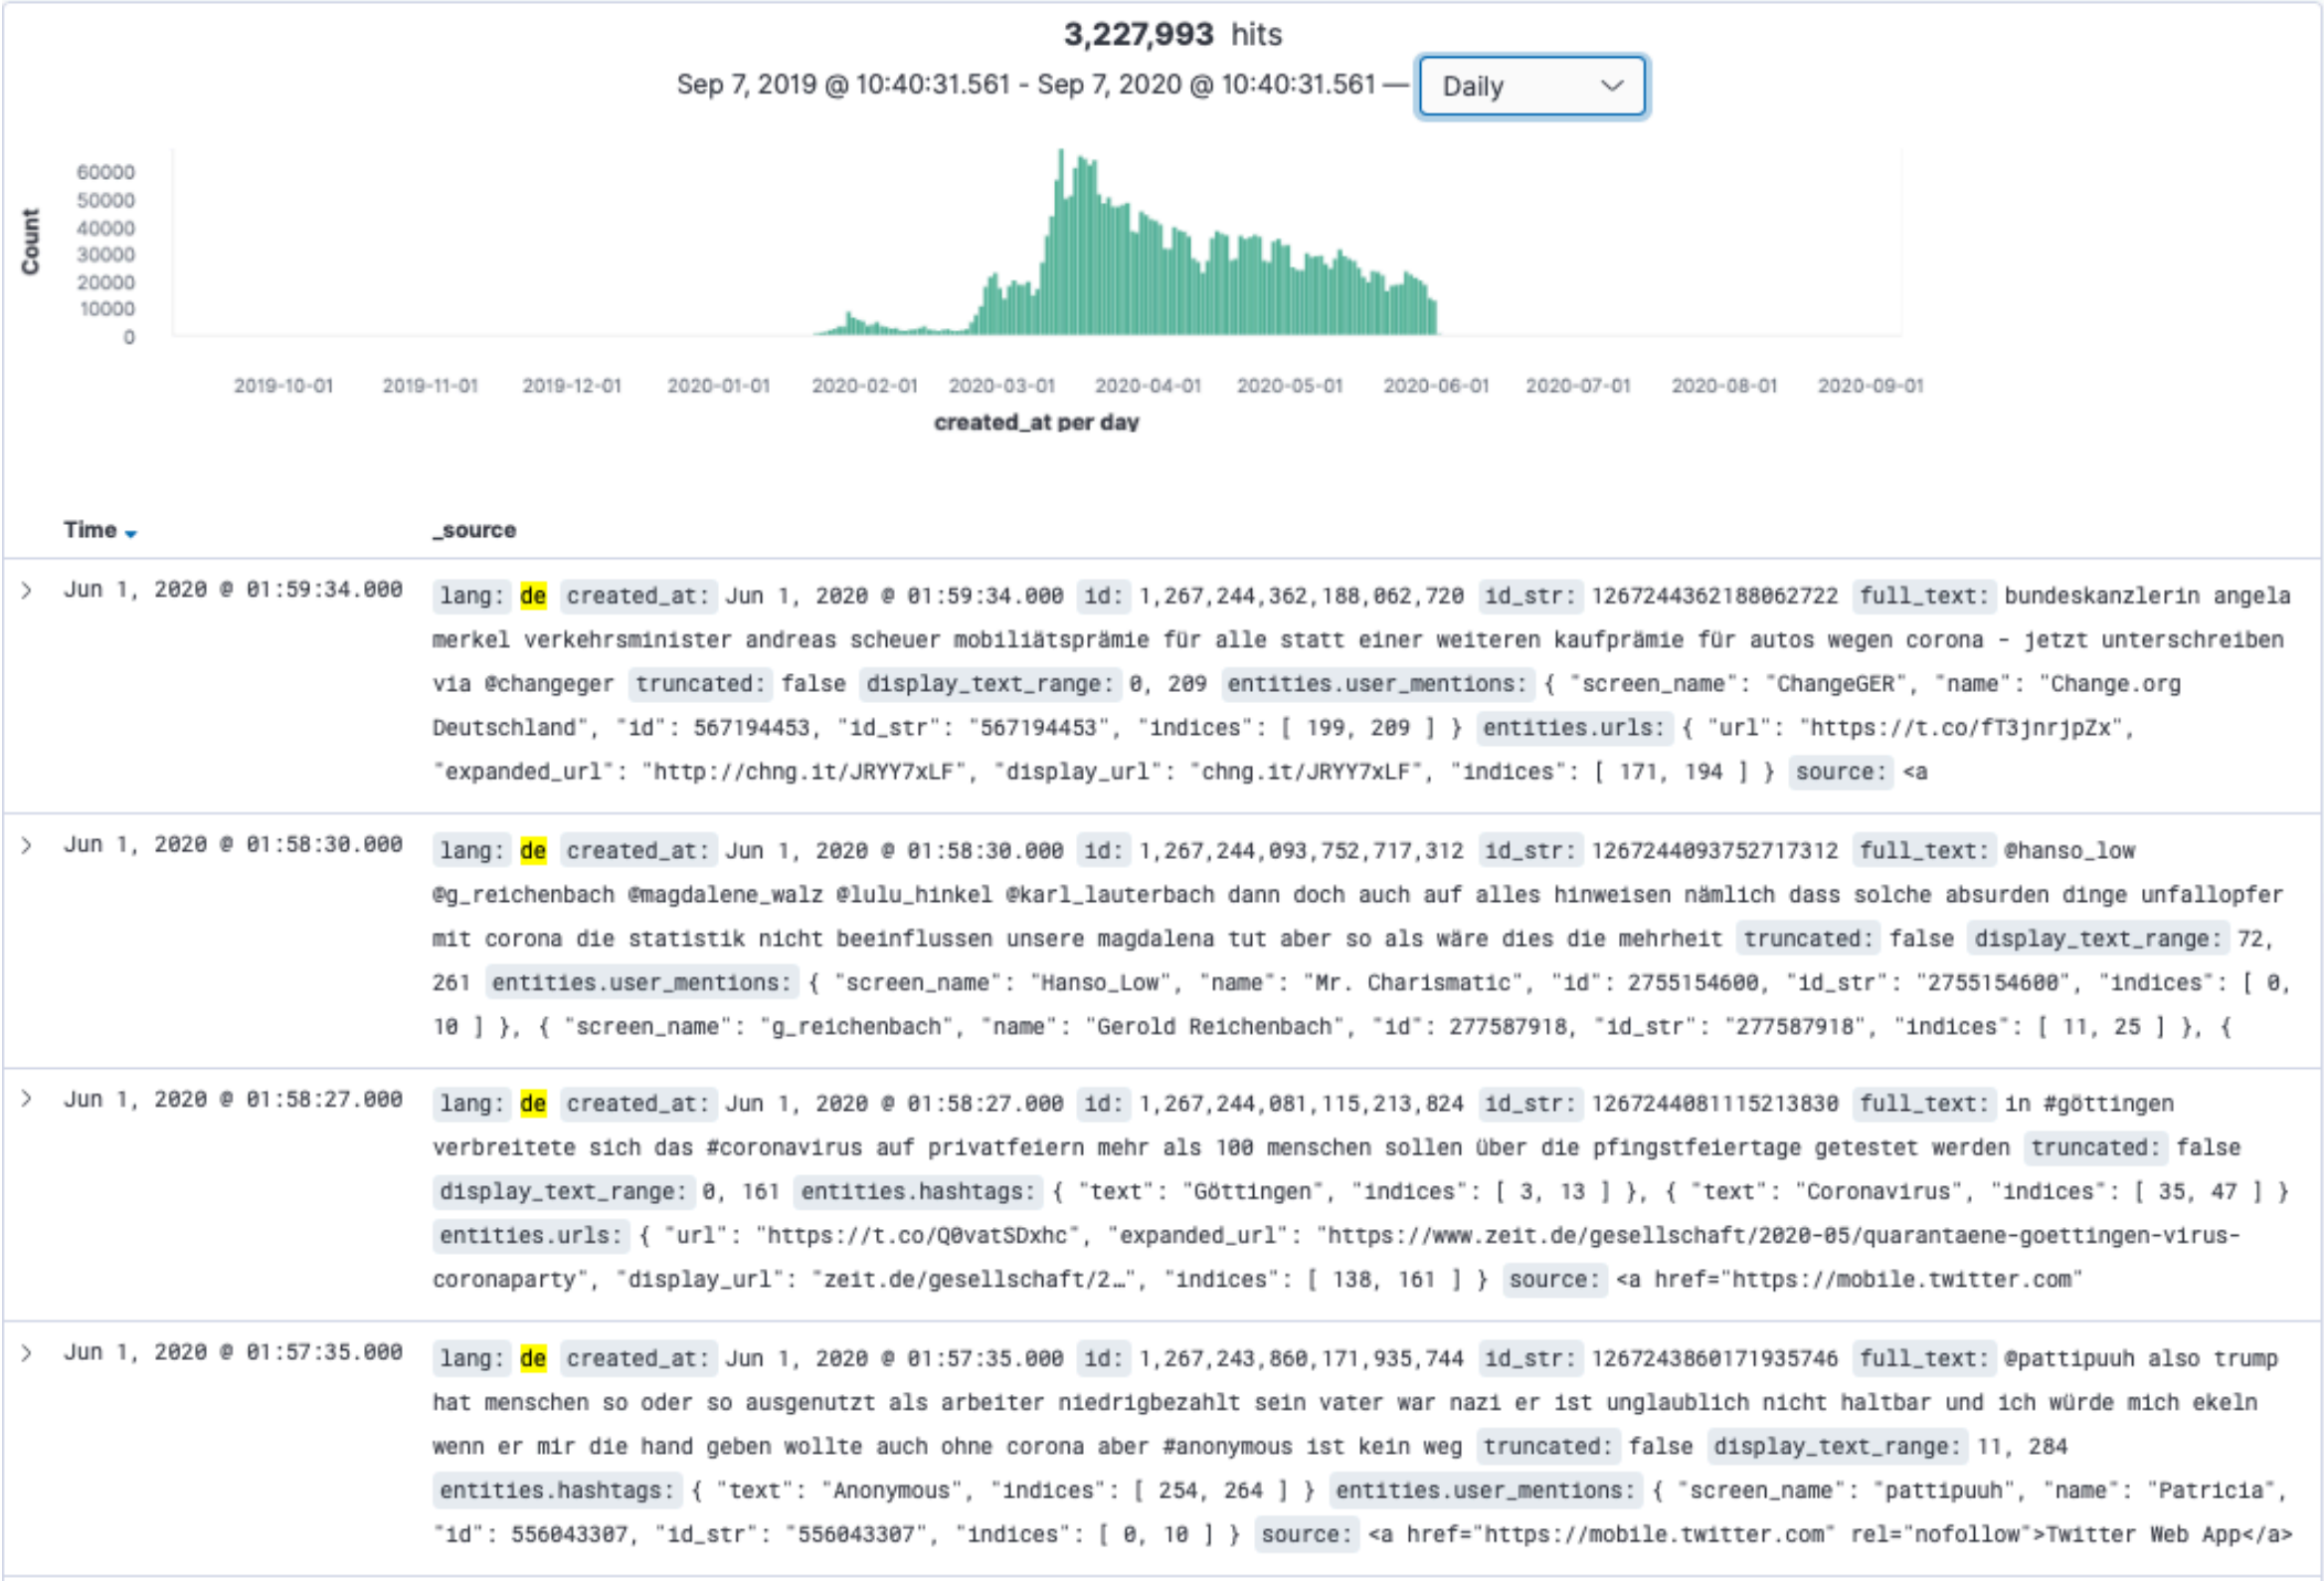 3,227,993 hits
Sep 7, 2019 @ 10:40:31.561 - Sep 7, 2020 @ 10:40:31.561 — Daily
60000
50000
40000
30000
20000
10000
0
Count
2019-10-01 2019-11-01 2019-12-01 2020-01-01 2020-02-01 2020-03-01 2020-04-01 2020-05-01 2020-06-01 2020-07-01 2020-08-01 2020-09-01
created_at per day
Time _source
Jun 1, 2020 @ 01:59:34.000 lang: de created_at: Jun 1, 2020 @ 01:59:34.000 id: 1,267,244,362,188,062,720 id_str: 1267244362188062722 full_text: bundeskanzlerin angela
merkel verkehrsminister andreas scheuer mobiliätsprämie für alle statt einer weiteren kaufprämie für autos wegen corona - jetzt unterschreiben
via @changeger truncated: false display_text_range: 0, 209 entities.user_mentions: { "screen_name": "ChangeGER", "name": "Change.org
Deutschland", "id": 567194453, "id_str": "567194453", "indices": [ 199, 209 ] } entities.urls: { "url": "https://t.co/fT3jnrjpZx",
"expanded_url": "http://chng.it/JRYY7xLF", "display_url": "chng.it/JRYY7xLF", "indices": [ 171, 194 ] } source: <a
Jun 1, 2020 @ 01:58:30.000 lang: de created_at: Jun 1, 2020 @ 01:58:30.000 id: 1,267,244,093,752,717,312 id_str: 1267244093752717312 full_text: @hanso_low
@g_reichenbach @magdalene_walz @lulu_hinkel @karl_lauterbach dann doch auch auf alles hinweisen nämlich dass solche absurden dinge unfallopfer
mit corona die statistik nicht beeinflussen unsere magdalena tut aber so als wäre dies die mehrheit truncated: false display_text_range: 72,
261 entities.user_mentions: { "screen_name": "Hanso_Low", "name": "Mr. Charismatic", "id": 2755154600, "id_str": "2755154600", "indices": [ 0,
10 ] }, { "screen_name": "g_reichenbach", "name": "Gerold Reichenbach", "id": 277587918, "id_str": "277587918", "indices": [ 11, 25 ] }, {
Jun 1, 2020 @ 01:58:27.000 lang: de created_at: Jun 1, 2020 @ 01:58:27.000 id: 1,267,244,081,115,213,824 id_str: 1267244081115213830 full_text: in #göttingen
verbreitete sich das #coronavirus auf privatfeiern mehr als 100 menschen sollen über die pfingstfeiertage getestet werden truncated: false
display_text_range: 0, 161 entities.hashtags: { "text": "Göttingen", "indices": [ 3, 13 ] }, { "text": "Coronavirus", "indices": [ 35, 47 ] }
entities.urls: { "url": "https://t.co/Q0vatSDxhc", "expanded_url": "https://www.zeit.de/gesellschaft/2020-05/quarantaene-goettingen-virus-
coronaparty", "display_url": "zeit.de/gesellschaft/2…", "indices": [ 138, 161 ] } source: <a href="https://mobile.twitter.com"
Jun 1, 2020 @ 01:57:35.000 lang: de created_at: Jun 1, 2020 @ 01:57:35.000 id: 1,267,243,860,171,935,744 id_str: 1267243860171935746 full_text: @pattipuuh also trump
hat menschen so oder so ausgenutzt als arbeiter niedrigbezahlt sein vater war nazi er ist unglaublich nicht haltbar und ich würde mich ekeln
wenn er mir die hand geben wollte auch ohne corona aber #anonymous ist kein weg truncated: false display_text_range: 11, 284
entities.hashtags: { "text": "Anonymous", "indices": [ 254, 264 ] } entities.user_mentions: { "screen_name": "pattipuuh", "name": "Patricia",
"id": 556043307, "id_str": "556043307", "indices": [ 0, 10 ] } source: <a href="https://mobile.twitter.com" rel="nofollow">Twitter Web App</a>